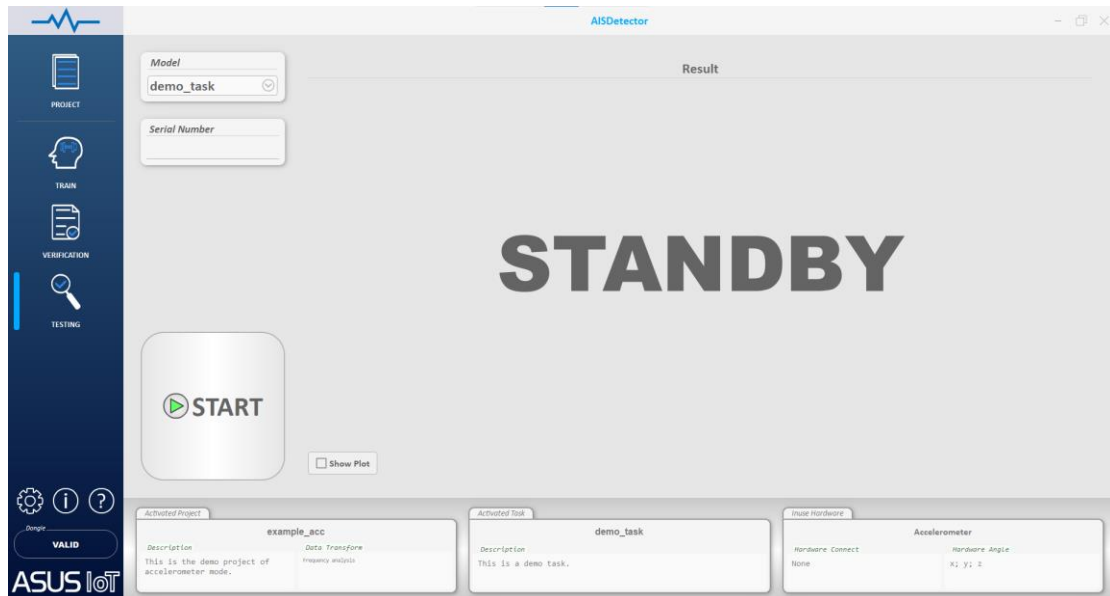 AISDetector
PROJECT
TRAIN
VERIFICATION
TESTING
Dongle
VALID
ASUS IoT
Model
demo_task
Serial Number
START
Result
STANDBY
Show Plot
Activated Project
example_acc
Description
Data Transform
This is the demo project of
accelerometer mode.
Frequency analysis
Activated Task
demo_task
Description
This is a demo task.
Inuse Hardware
Accelerometer
Hardware Connect
Hardware Angle
None
x; y; z